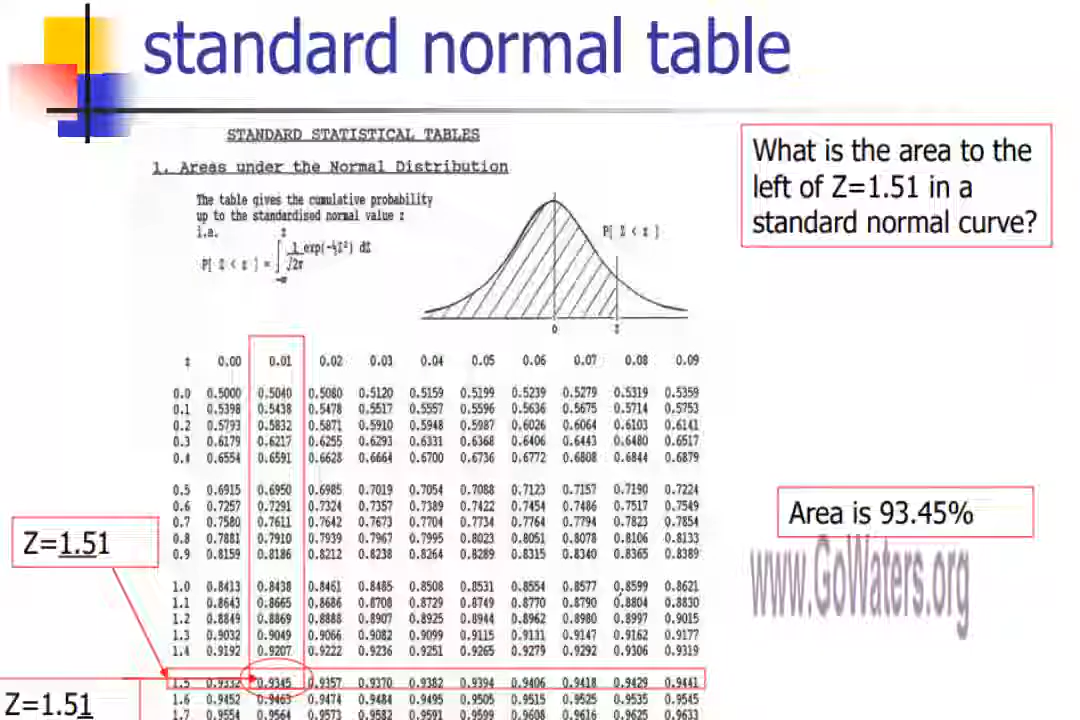 standard normal table
STANDARD STATISTICAL TABLES
1. Areas under the Normal Distribution
The table gives the cumulative probability
up to the standardised normal value z
i.e.
z
P[ Z < z ] = ∫ 1/√2π exp(-½Z²) dZ
-∞
P[ Z < z ]
0 z
What is the area to the
left of Z=1.51 in a
standard normal curve?
z 0.00 0.01 0.02 0.03 0.04 0.05 0.06 0.07 0.08 0.09
0.0 0.5000 0.5040 0.5080 0.5120 0.5159 0.5199 0.5239 0.5279 0.5319 0.5359
0.1 0.5398 0.5438 0.5478 0.5517 0.5557 0.5596 0.5636 0.5675 0.5714 0.5753
0.2 0.5793 0.5832 0.5871 0.5910 0.5948 0.5987 0.6026 0.6064 0.6103 0.6141
0.3 0.6179 0.6217 0.6255 0.6293 0.6331 0.6368 0.6406 0.6443 0.6480 0.6517
0.4 0.6554 0.6591 0.6628 0.6664 0.6700 0.6736 0.6772 0.6808 0.6844 0.6879
0.5 0.6915 0.6950 0.6985 0.7019 0.7054 0.7088 0.7123 0.7157 0.7190 0.7224
0.6 0.7257 0.7291 0.7324 0.7357 0.7389 0.7422 0.7454 0.7486 0.7517 0.7549
0.7 0.7580 0.7611 0.7642 0.7673 0.7704 0.7734 0.7764 0.7794 0.7823 0.7854
0.8 0.7881 0.7910 0.7939 0.7967 0.7995 0.8023 0.8051 0.8078 0.8106 0.8133
0.9 0.8159 0.8186 0.8212 0.8238 0.8264 0.8289 0.8315 0.8340 0.8365 0.8389
1.0 0.8413 0.8438 0.8461 0.8485 0.8508 0.8531 0.8554 0.8577 0.8599 0.8621
1.1 0.8643 0.8665 0.8686 0.8708 0.8729 0.8749 0.8770 0.8790 0.8804 0.8830
1.2 0.8849 0.8869 0.8888 0.8907 0.8925 0.8944 0.8962 0.8980 0.8997 0.9015
1.3 0.9032 0.9049 0.9066 0.9082 0.9099 0.9115 0.9131 0.9147 0.9162 0.9177
1.4 0.9192 0.9207 0.9222 0.9236 0.9251 0.9265 0.9279 0.9292 0.9306 0.9319
1.5 0.9332 0.9345 0.9357 0.9370 0.9382 0.9394 0.9406 0.9418 0.9429 0.9441
1.6 0.9452 0.9463 0.9474 0.9484 0.9495 0.9505 0.9515 0.9525 0.9535 0.9545
1.7 0.9554 0.9564 0.9573 0.9582 0.9591 0.9599 0.9608 0.9616 0.9625 0.9633
Z=1.51
Z=1.51
Area is 93.45%
www.GoWaters.org